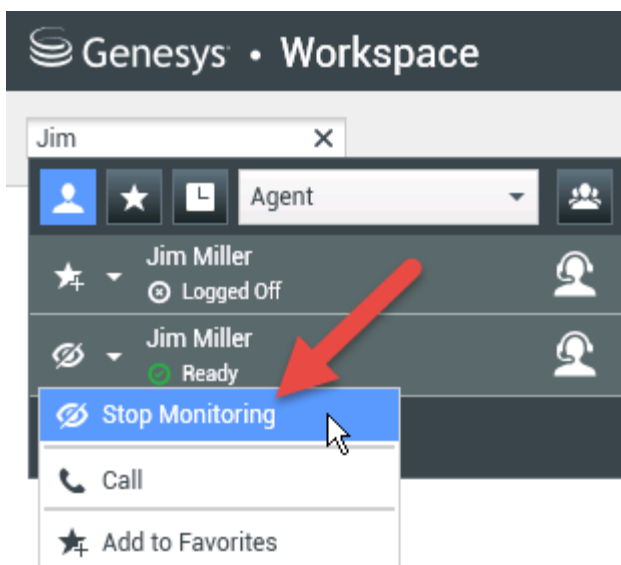 Genesys • Workspace
Jim
Agent
Jim Miller
Logged Off
Jim Miller
Ready
Stop Monitoring
Call
Add to Favorites